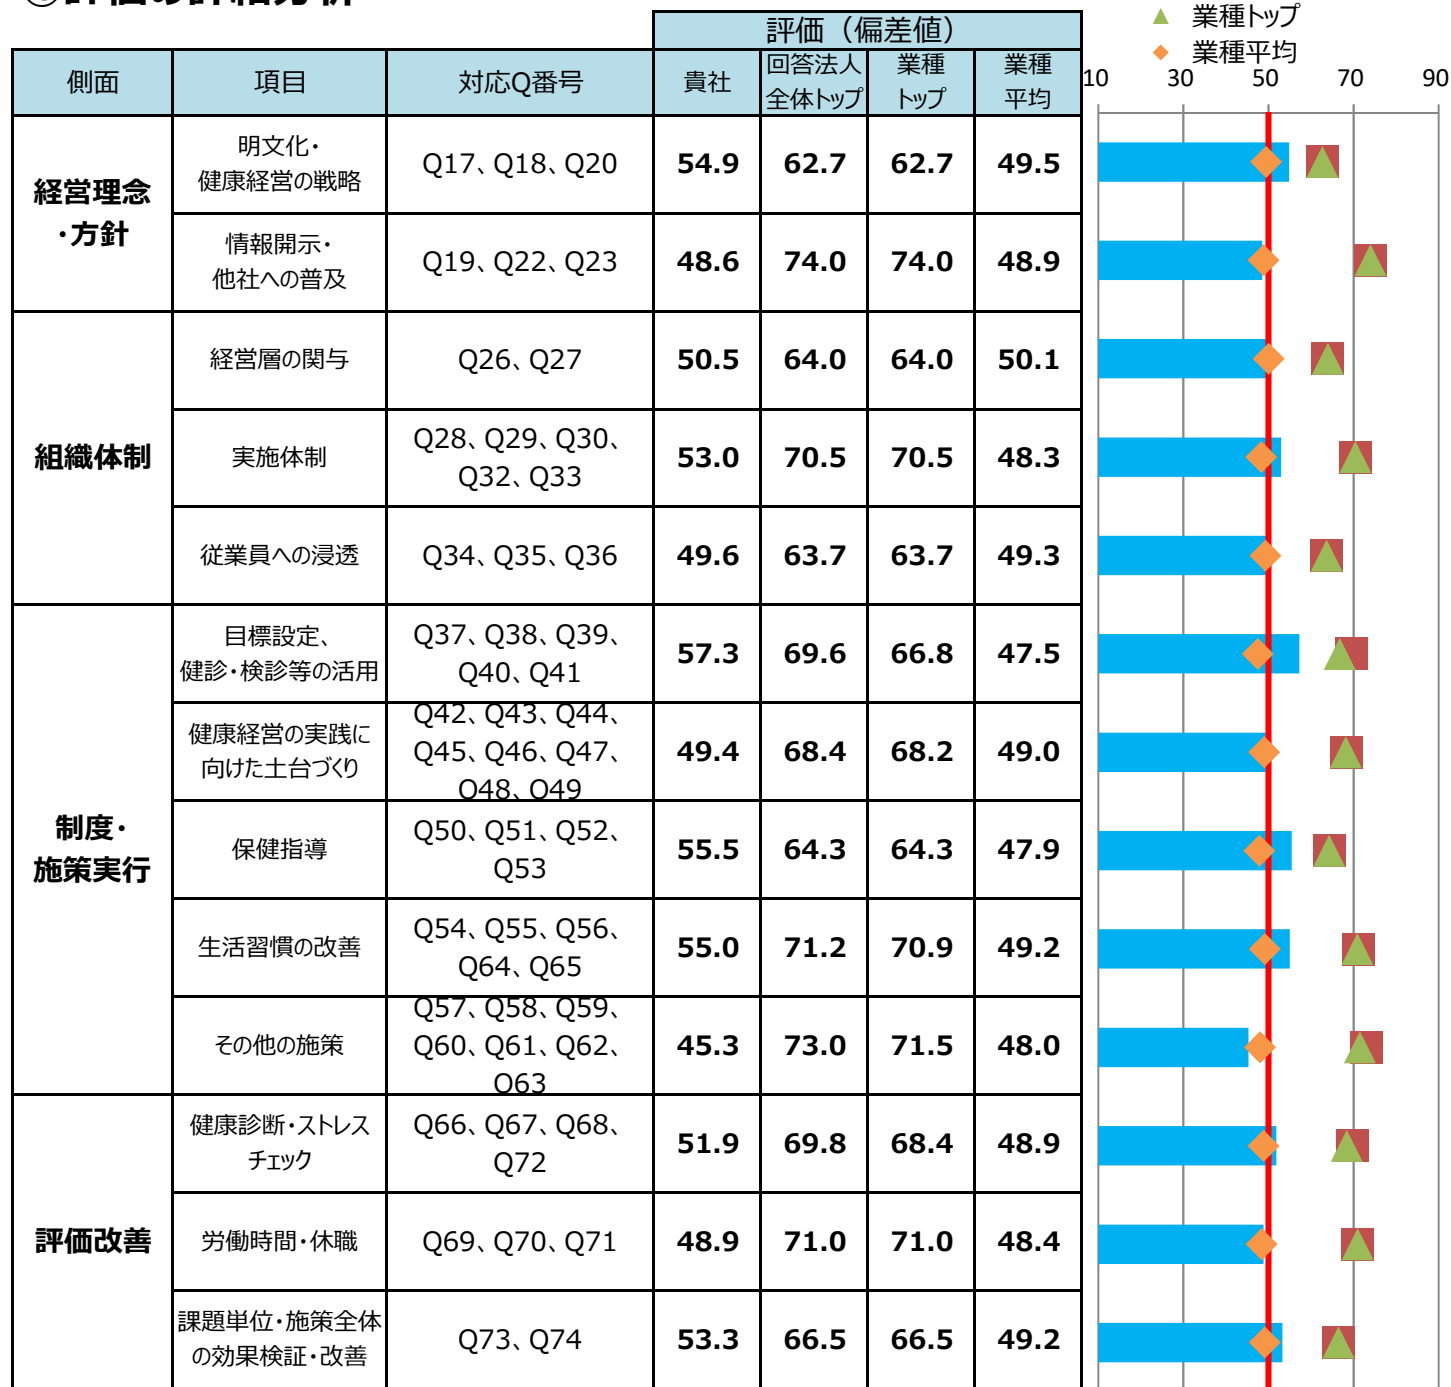 ②評価の詳細分析
業種トップ
業種平均
評価（偏差値）
側面 項目 対応Q番号 貴社 回答法人全体トップ 業種トップ 業種平均
10 30 50 70 90
経営理念・方針
明文化・健康経営の戦略 Q17、Q18、Q20 54.9 62.7 62.7 49.5
情報開示・他社への普及 Q19、Q22、Q23 48.6 74.0 74.0 48.9
組織体制
経営層の関与 Q26、Q27 50.5 64.0 64.0 50.1
実施体制 Q28、Q29、Q30、Q32、Q33 53.0 70.5 70.5 48.3
従業員への浸透 Q34、Q35、Q36 49.6 63.7 63.7 49.3
制度・施策実行
目標設定、健診・検診等の活用 Q37、Q38、Q39、Q40、Q41 57.3 69.6 66.8 47.5
健康経営の実践に向けた土台づくり Q42、Q43、Q44、Q45、Q46、Q47、Q48、Q49 49.4 68.4 68.2 49.0
保健指導 Q50、Q51、Q52、Q53 55.5 64.3 64.3 47.9
生活習慣の改善 Q54、Q55、Q56、Q64、Q65 55.0 71.2 70.9 49.2
その他の施策 Q57、Q58、Q59、Q60、Q61、Q62、Q63 45.3 73.0 71.5 48.0
評価改善
健康診断・ストレスチェック Q66、Q67、Q68、Q72 51.9 69.8 68.4 48.9
労働時間・休職 Q69、Q70、Q71 48.9 71.0 71.0 48.4
課題単位・施策全体の効果検証・改善 Q73、Q74 53.3 66.5 66.5 49.2